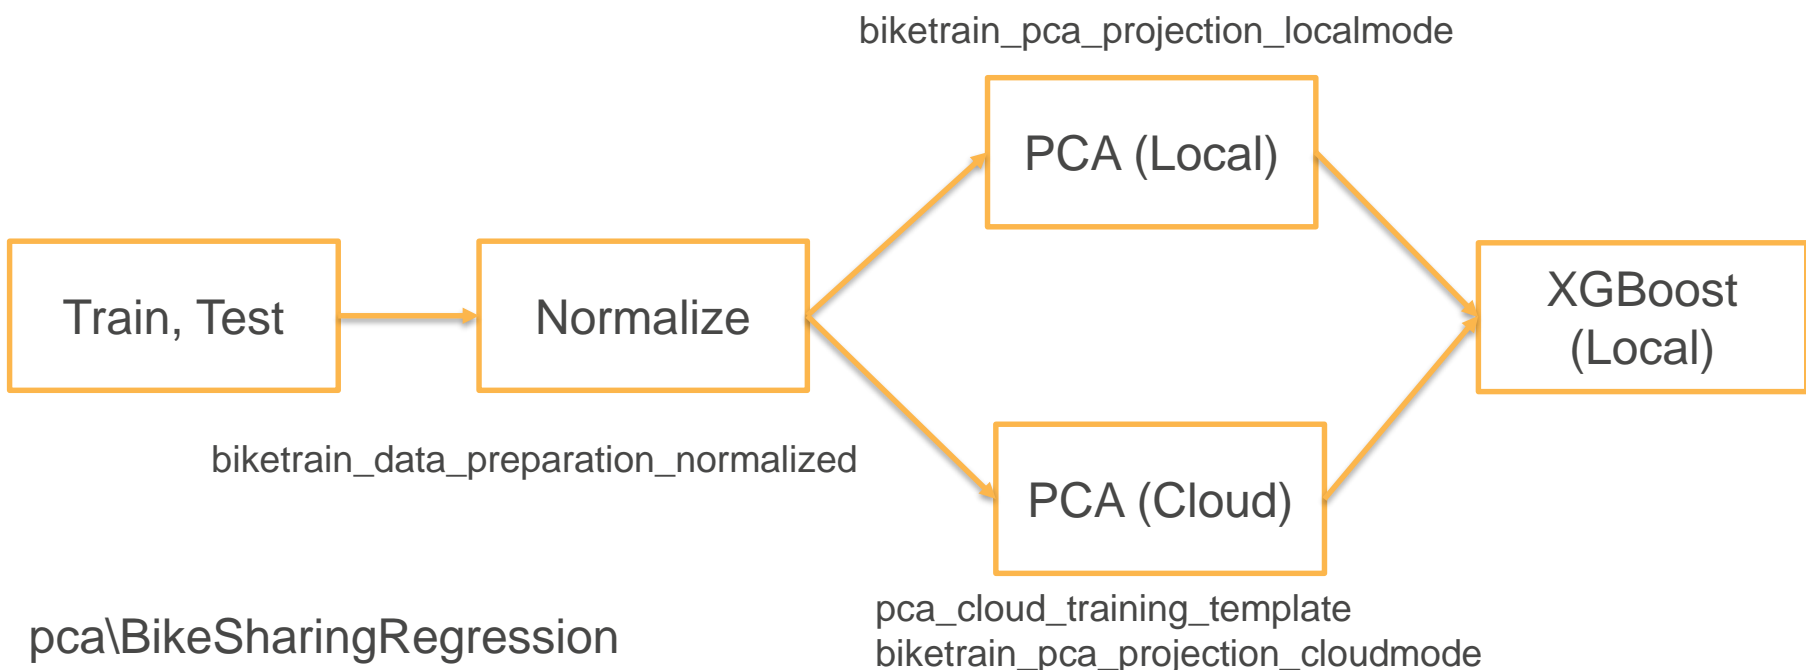 biketrain_pca_projection_localmode
PCA (Local)
Train, Test
Normalize
XGBoost
(Local)
biketrain_data_preparation_normalized
PCA (Cloud)
pca_cloud_training_template
biketrain_pca_projection_cloudmode
pca\BikeSharingRegression